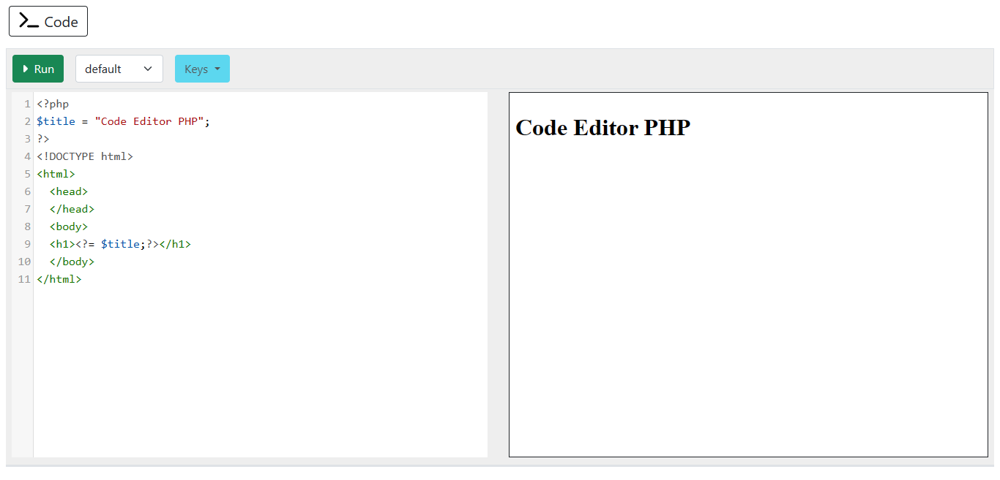 Code
Run default Keys
1 <?php
2 $title = "Code Editor PHP";
3 ?>
4 <!DOCTYPE html>
5 <html>
6   <head>
7   </head>
8   <body>
9   <h1><?= $title;?></h1>
10   </body>
11 </html>
Code Editor PHP